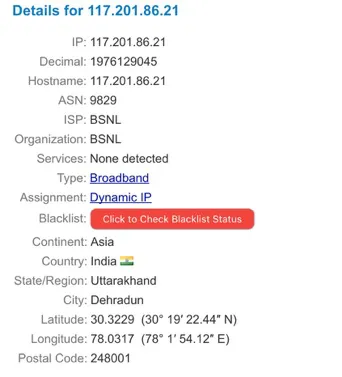 Details for 117.201.86.21
IP: 117.201.86.21
Decimal: 1976129045
Hostname: 117.201.86.21
ASN: 9829
ISP: BSNL
Organization: BSNL
Services: None detected
Type: Broadband
Assignment: Dynamic IP
Blacklist: Click to Check Blacklist Status
Continent: Asia
Country: India
State/Region: Uttarakhand
City: Dehradun
Latitude: 30.3229 (30° 19′ 22.44″ N)
Longitude: 78.0317 (78° 1′ 54.12″ E)
Postal Code: 248001